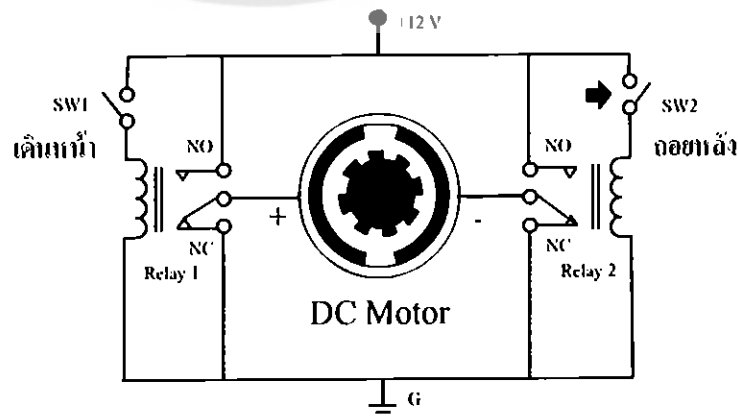 +12 V
SW1
เดินหน้า
NO
NC
Relay 1
+
-
DC Motor
SW2
ถอยหลัง
NO
NC
Relay 2
G